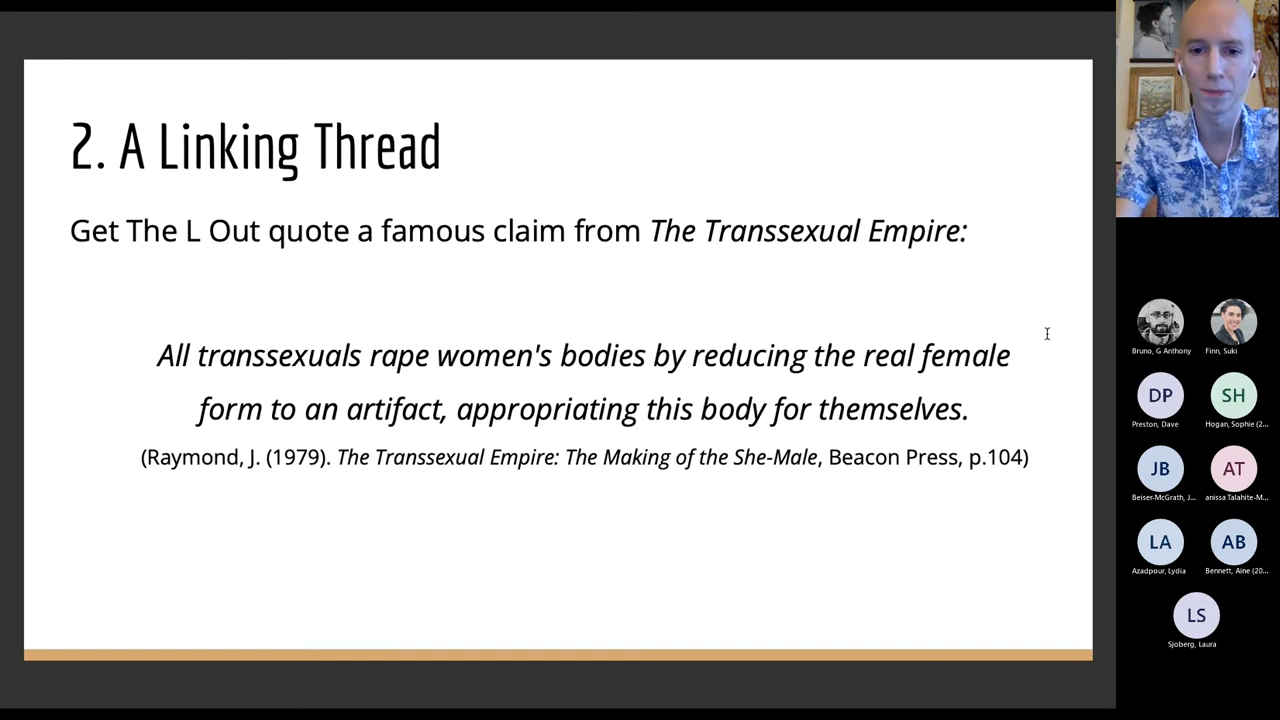 2. A Linking Thread
Get The L Out quote a famous claim from The Transsexual Empire:
All transsexuals rape women's bodies by reducing the real female
form to an artifact, appropriating this body for themselves.
(Raymond, J. (1979). The Transsexual Empire: The Making of the She-Male, Beacon Press, p.104)
Bruno, G Anthony
Finn, Suki
DP
Preston, Dave
SH
Hogan, Sophie (2...
JB
Beiser-McGrath, J...
AT
anissa Talahite-M...
LA
Azadpour, Lydia
AB
Bennett, Aine (20...
LS
Sjoberg, Laura